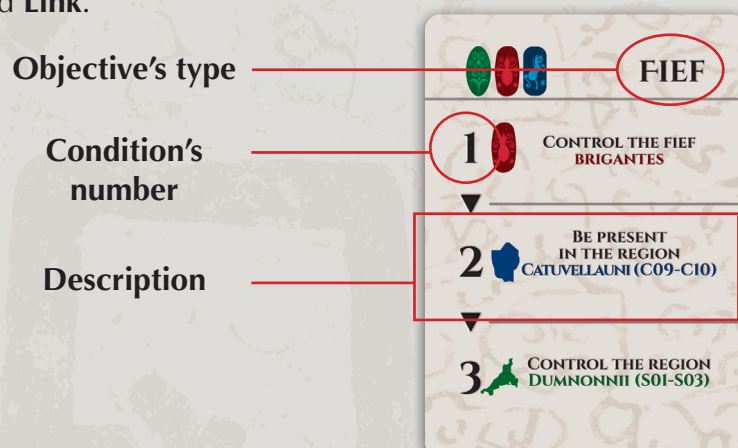 d Link.
Objective's type
FIEF
Condition's
number
1
CONTROL THE FIEF
BRIGANTES
Description
2
BE PRESENT
IN THE REGION
CATUVELLAUNI (C09-C10)
3
CONTROL THE REGION
DUMNONNII (S01-S03)